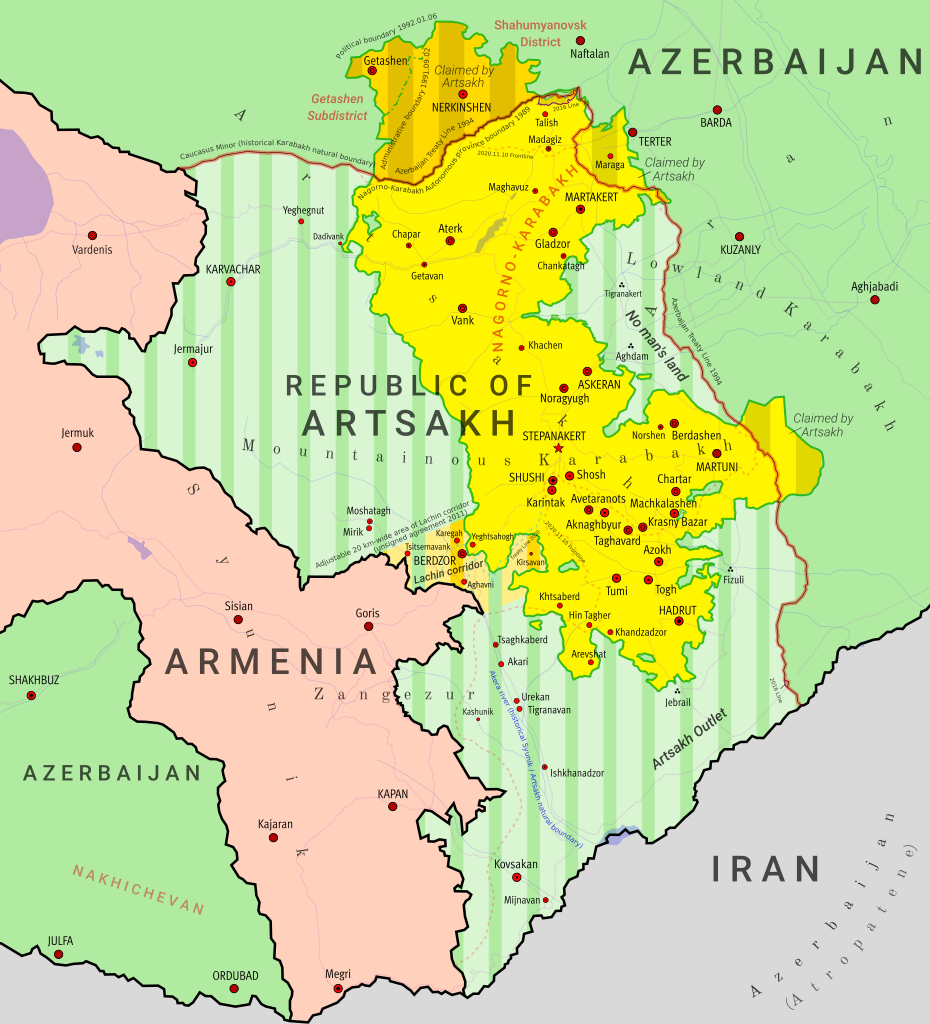 Political boundary 1992.01.06
Shahumyanovsk
District
Naftalan
AZERBAIJAN
Getashen
Claimed by
Artsakh
Administrative boundary 1991.09.02
NERKINSHEN
Getashen
Subdistrict
2016 Line
Talish
BARDA
Madagiz
TERTER
Azerbaijan Treaty Line 1994
Nagorno-Karabakh Autonomous province boundary 1989
2020.11.10 Frontline
Caucasus Minor (historical Karabakh natural boundary)
Maraga
Claimed by
Artsakh
Maghavuz
MARTAKERT
Yeghegnut
Dadivank
Chapar
Aterk
Gladzor
Chankatagh
Getavan
KUZANLY
Vardenis
KARVACHAR
Lowland Karabakh
Tigranakert
Aghjabadi
NAGORNO-KARABAKH
Vank
No man's land
Azerbaijan Treaty Line 1994
Khachen
Aghdam
Jermajur
ASKERAN
Noragyugh
REPUBLIC OF
ARTSAKH
Artsakh
Claimed by
Artsakh
Jermuk
STEPANAKERT
Norshen
Berdashen
Mountainous Karabakh
MARTUNI
SHUSHI
Shosh
Karintak
Chartar
Avetaranots
Machkalashen
Aknaghbyur
Krasny Bazar
Taghavard
Moshatagh
Mirik
Adjustable 20 km-wide area of Lachin corridor
(unsigned agreement 2011)
Karegah
Yeghtsahogh
Tsitsernavank
BERDZOR
Lachin corridor
Aghavni
Kirsavan
2020.11.10 Frontline
Azokh
Fizuli
Tumi
Togh
Khtsaberd
Hin Tagher
HADRUT
Khandzadzor
Arevshat
Syunik
Sisian
Goris
ARMENIA
Zangezur
Tsaghkaberd
Akari
Jebrail
2016 Line
SHAKHBUZ
Urekan
Tigranavan
Kashunik
Akera river (historical Syunik / Artsakh natural boundary)
Artsakh Outlet
AZERBAIJAN
Ishkhanadzor
KAPAN
Kajaran
Kovsakan
Mijnavan
IRAN
Azerbaijan
(Atropatene)
NAKHICHEVAN
JULFA
ORDUBAD
Megri